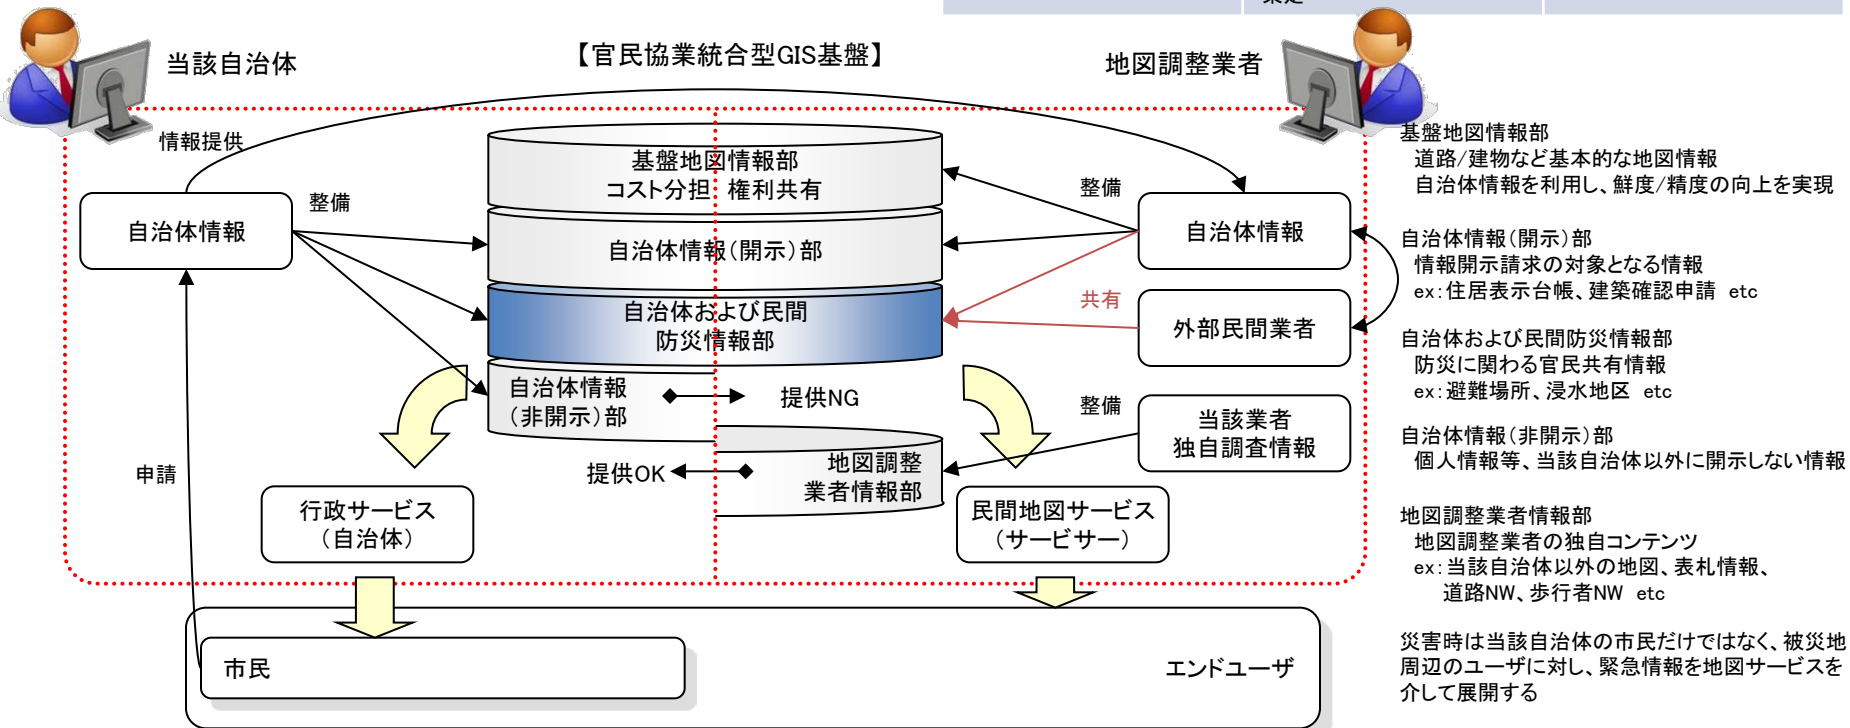 当該自治体
【官民協業統合型GIS基盤】
地図調整業者
情報提供
基盤地図情報部
コスト分担 権利共有
整備
自治体情報
整備
自治体情報
自治体情報（開示）部
自治体および民間
防災情報部
共有
外部民間業者
自治体情報
（非開示）部
提供NG
整備
当該業者
独自調査情報
提供OK
地図調整
業者情報部
申請
行政サービス
（自治体）
民間地図サービス
（サービサー）
市民
エンドユーザ
基盤地図情報部
道路/建物など基本的な地図情報
自治体情報を利用し、鮮度/精度の向上を実現
自治体情報（開示）部
情報開示請求の対象となる情報
ex：住居表示台帳、建築確認申請 etc
自治体および民間防災情報部
防災に関わる官民共有情報
ex：避難場所、浸水地区 etc
自治体情報（非開示）部
個人情報等、当該自治体以外に開示しない情報
地図調整業者情報部
地図調整業者の独自コンテンツ
ex：当該自治体以外の地図、表札情報、
道路NW、歩行者NW etc
災害時は当該自治体の市民だけではなく、被災地
周辺のユーザに対し、緊急情報を地図サービスを
介して展開する